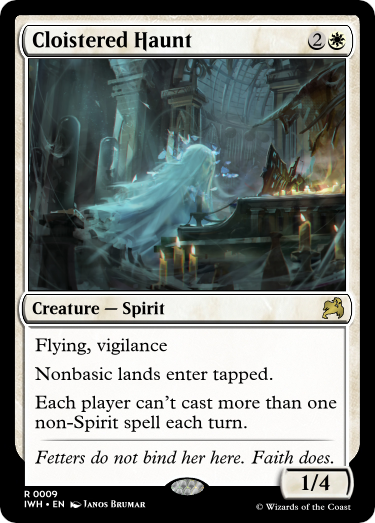 Cloistered Haunt 2
Creature — Spirit
Flying, vigilance
Nonbasic lands enter tapped.
Each player can't cast more than one
non-Spirit spell each turn.
Fetters do not bind her here. Faith does.
1/4
R 0009
IWH • EN Janos Brumar
© Wizards of the Coast